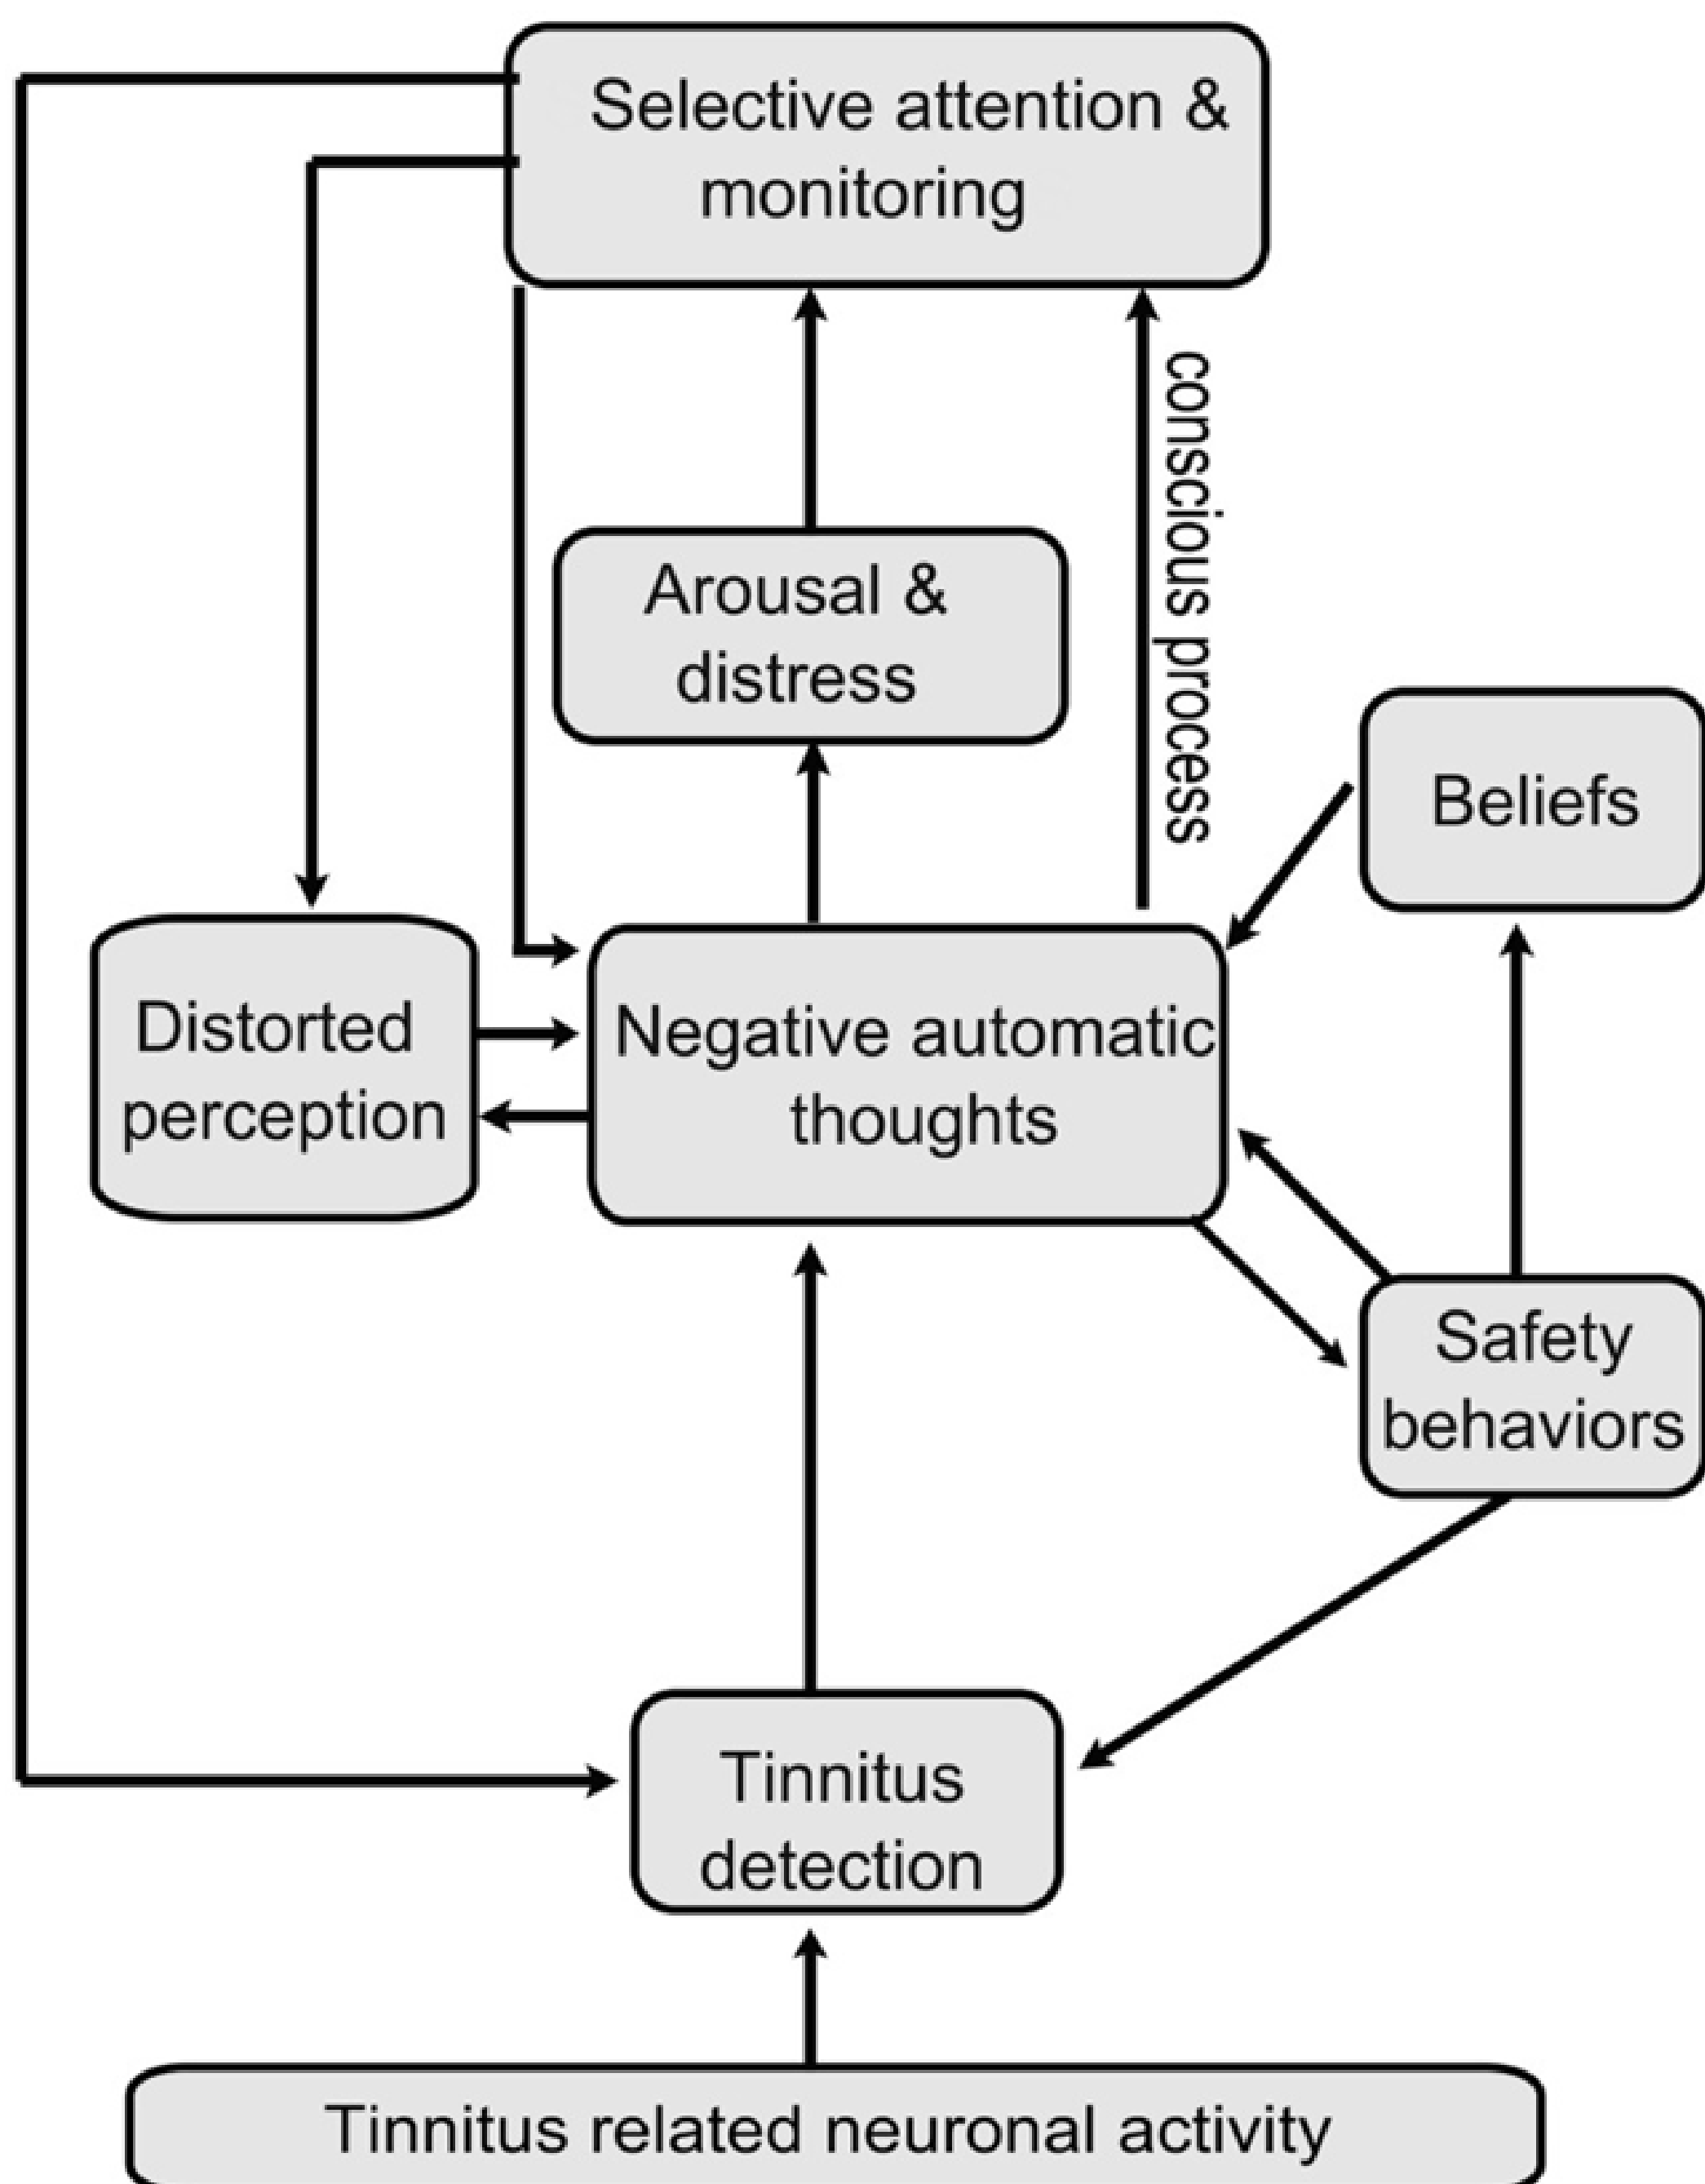 Selective attention &
monitoring
conscious process
Arousal &
distress
Beliefs
Distorted
perception
Negative automatic
thoughts
Safety
behaviors
Tinnitus
detection
Tinnitus related neuronal activity